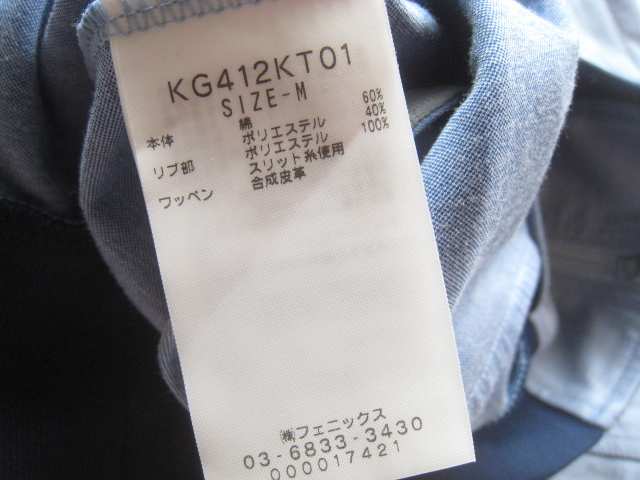 KG412KT01
SIZE-M
本体 綿 60%
ポリエステル 40%
リブ部 ポリエステル 100%
スリット糸使用
ワッペン 合成皮革
㈱フェニックス
03-6833-3430
000017421